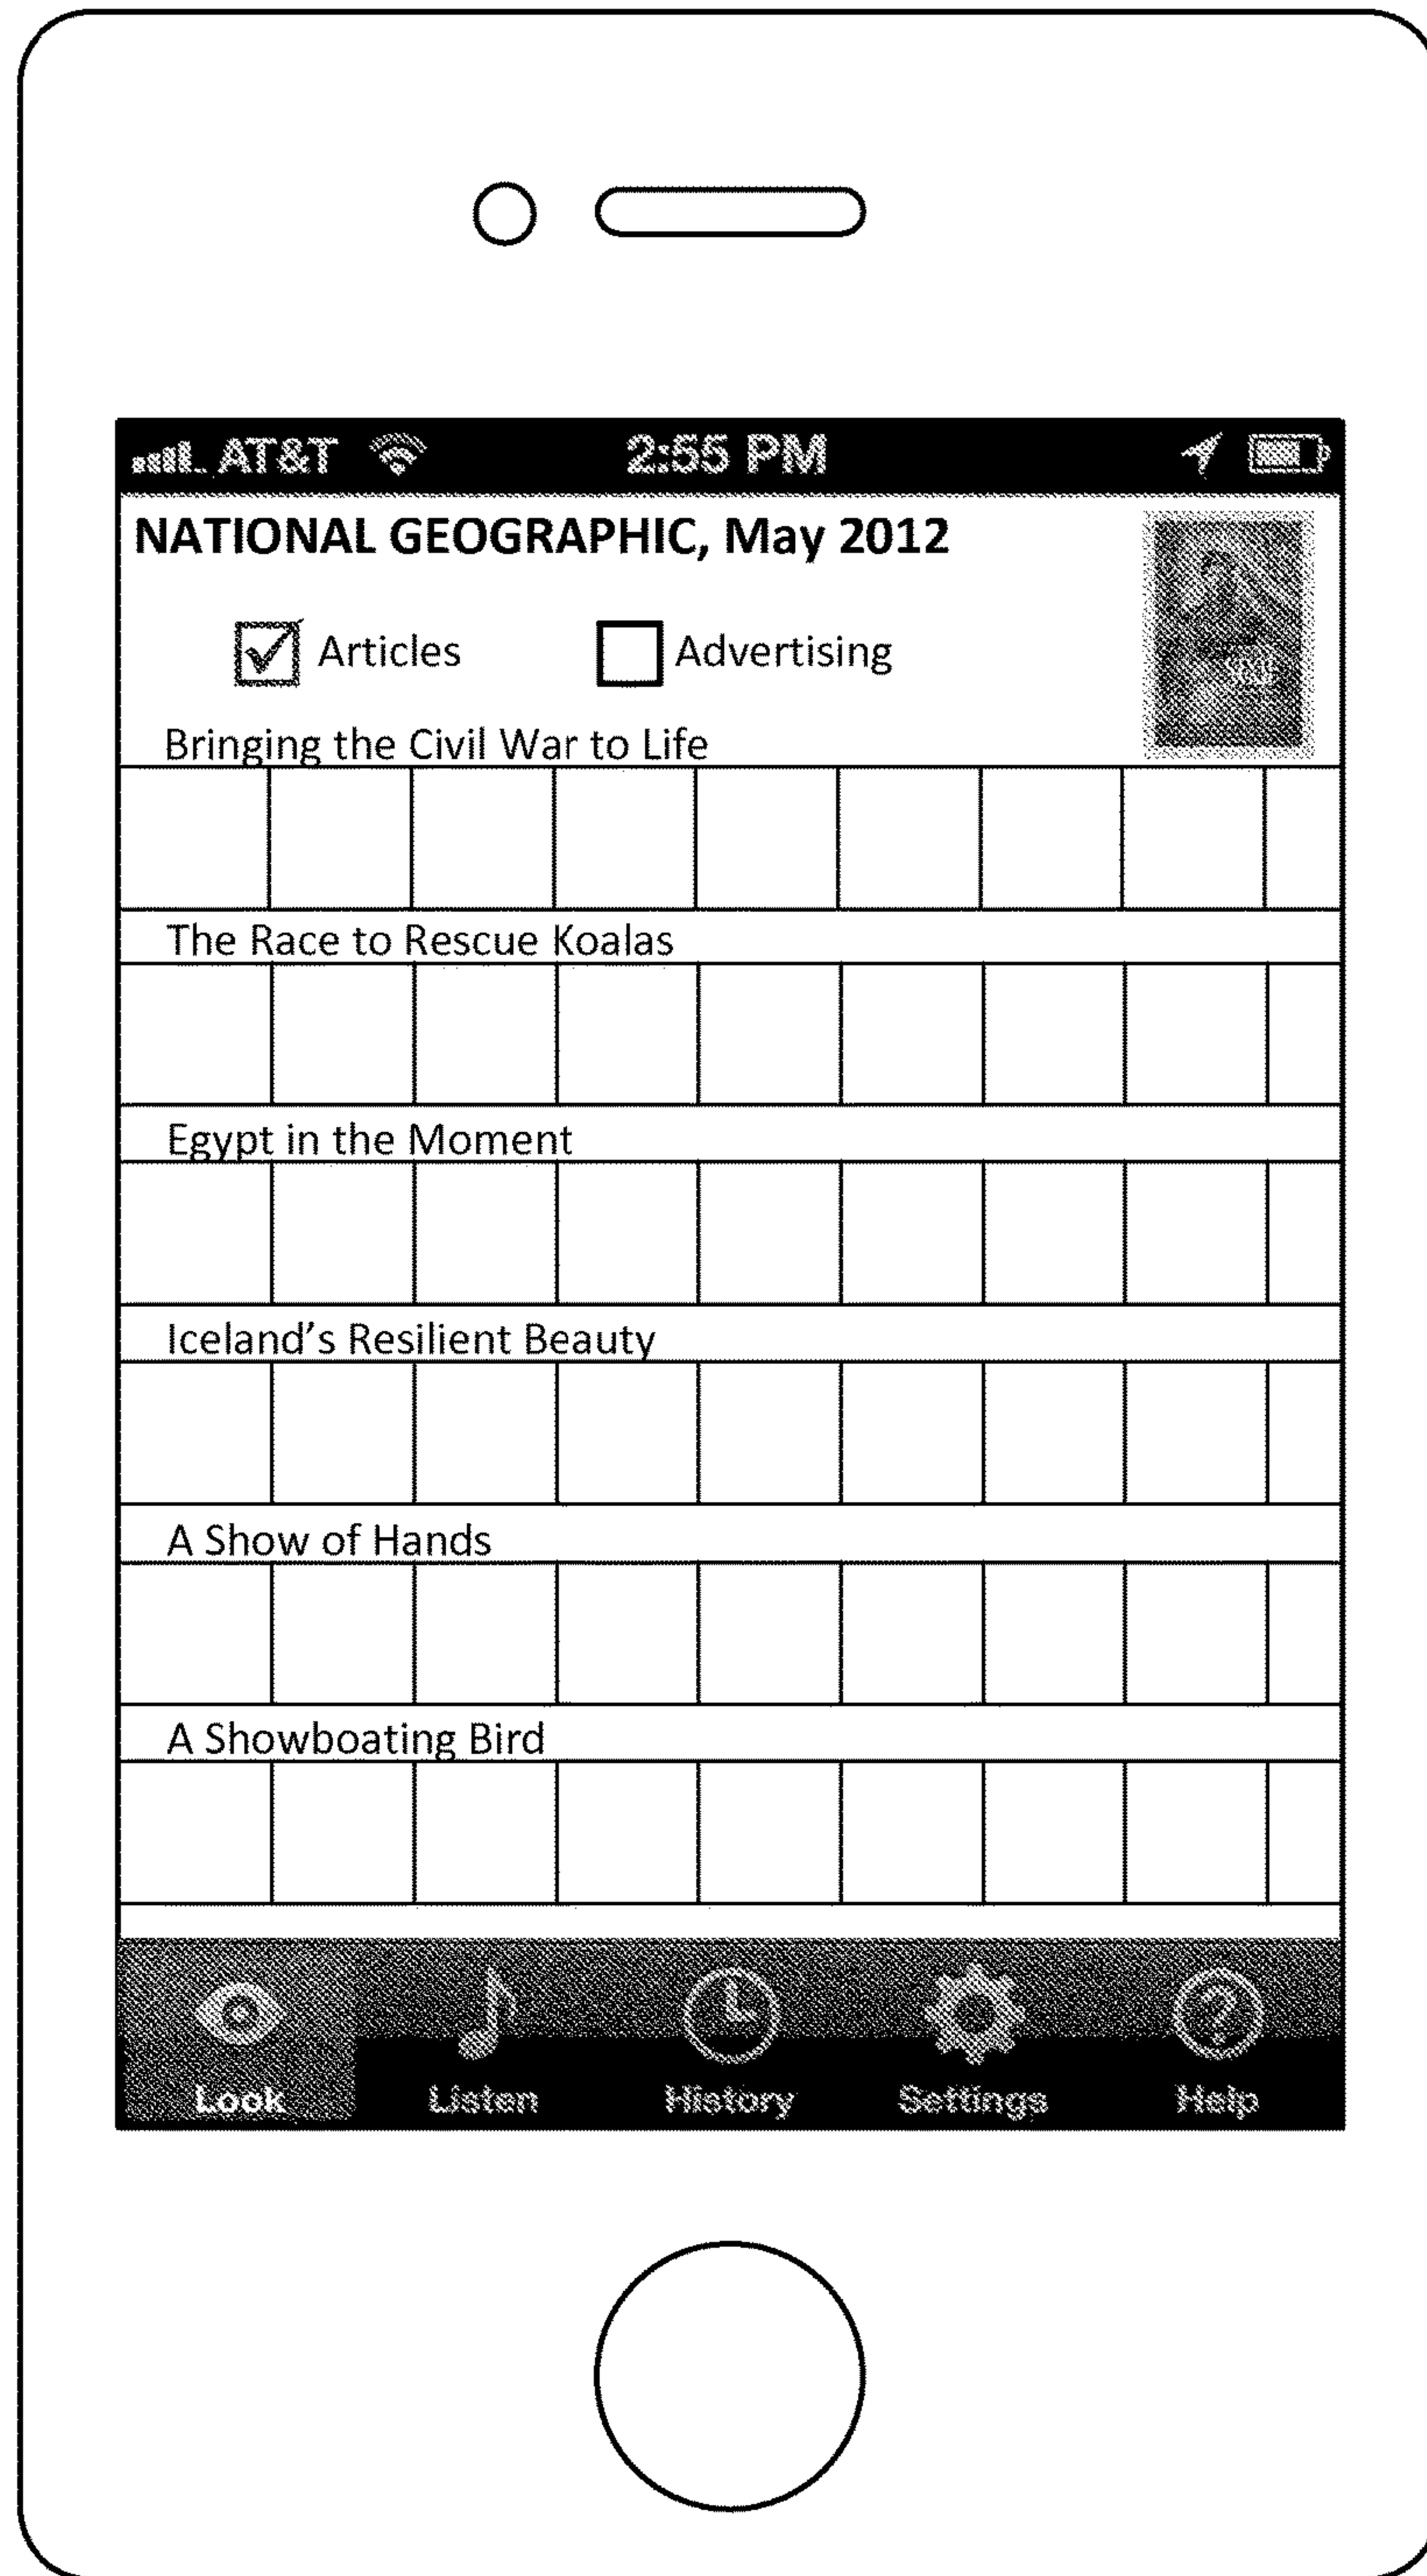 AT&T 2:55 PM
NATIONAL GEOGRAPHIC, May 2012
Articles Advertising
Bringing the Civil War to Life
The Race to Rescue Koalas
Egypt in the Moment
Iceland's Resilient Beauty
A Show of Hands
A Showboating Bird
Look Listen History Settings Help